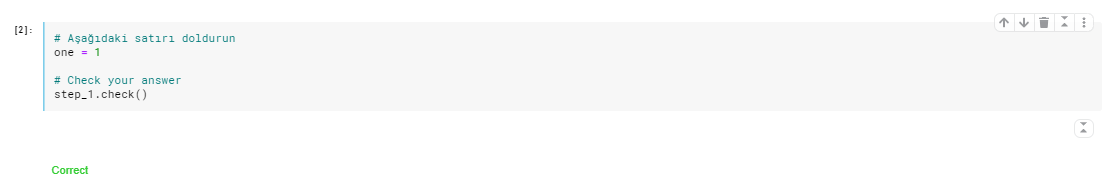 [2]:
# Aşağıdaki satırı doldurun
one = 1
# Check your answer
step_1.check()
Correct